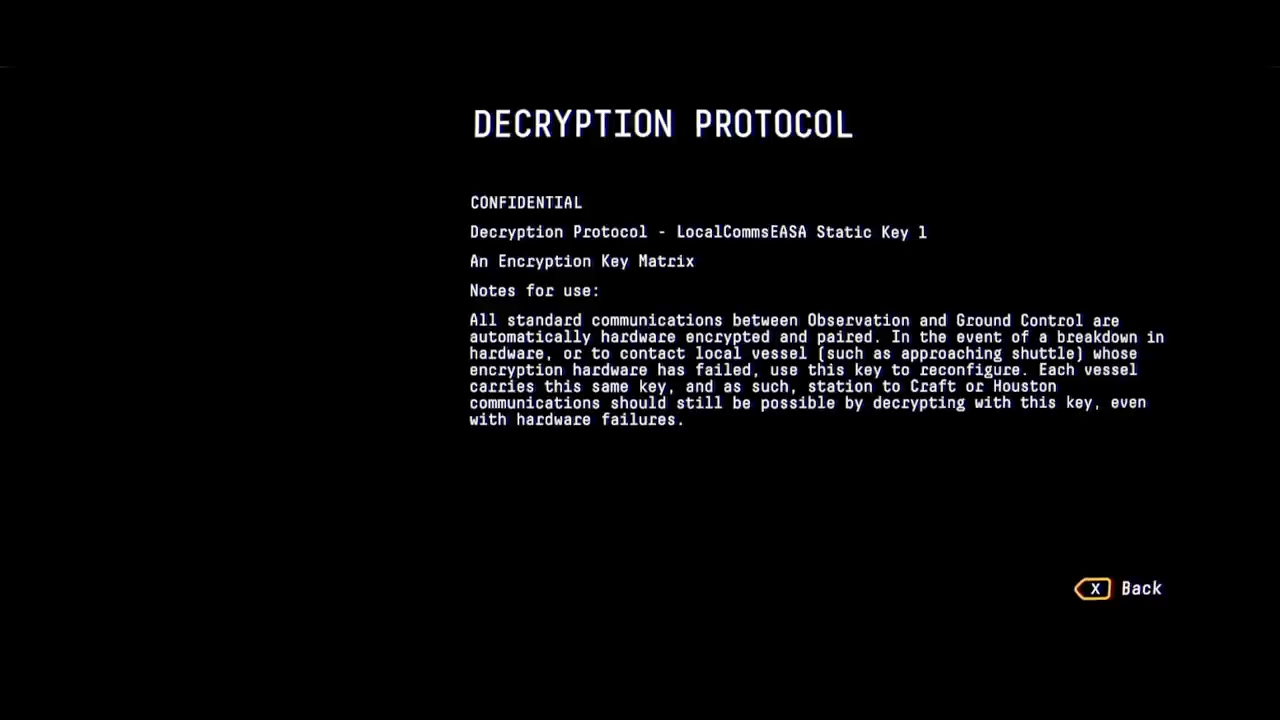 DECRYPTION PROTOCOL
CONFIDENTIAL
Decryption Protocol - LocalCommsEASA Static Key 1
An Encryption Key Matrix
Notes for use:
All standard communications between Observation and Ground Control are
automatically hardware encrypted and paired. In the event of a breakdown in
hardware, or to contact local vessel (such as approaching shuttle) whose
encryption hardware has failed, use this key to reconfigure. Each vessel
carries this same key, and as such, station to Craft or Houston
communications should still be possible by decrypting with this key, even
with hardware failures.
X Back